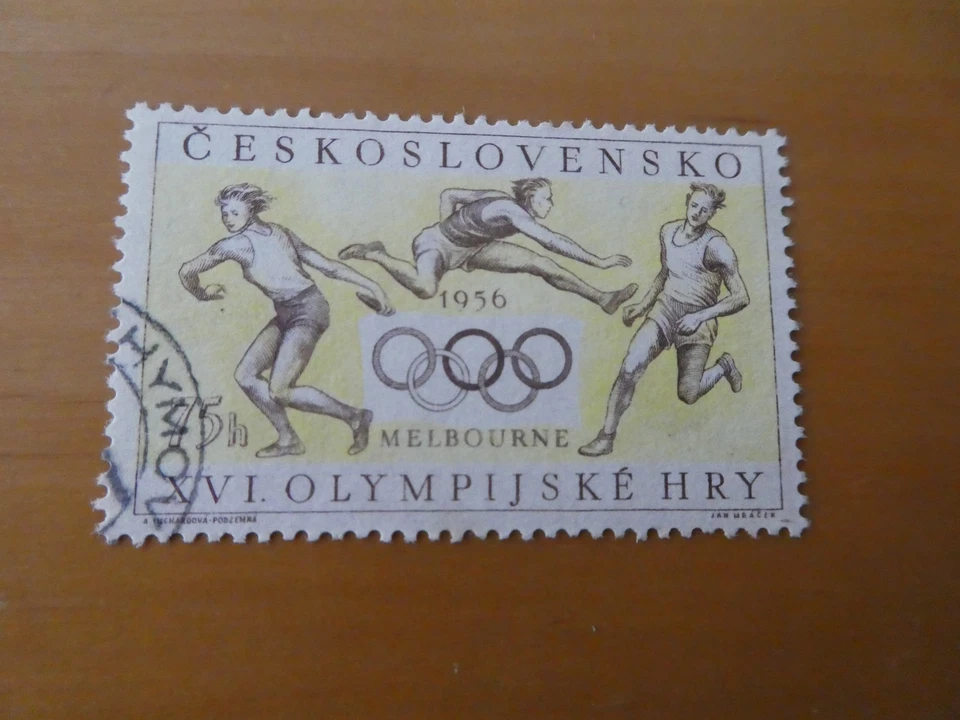 ČESKOSLOVENSKO
1956
75h
MELBOURNE
XVI. OLYMPIJSKÉ HRY
JAN MRÁČEK